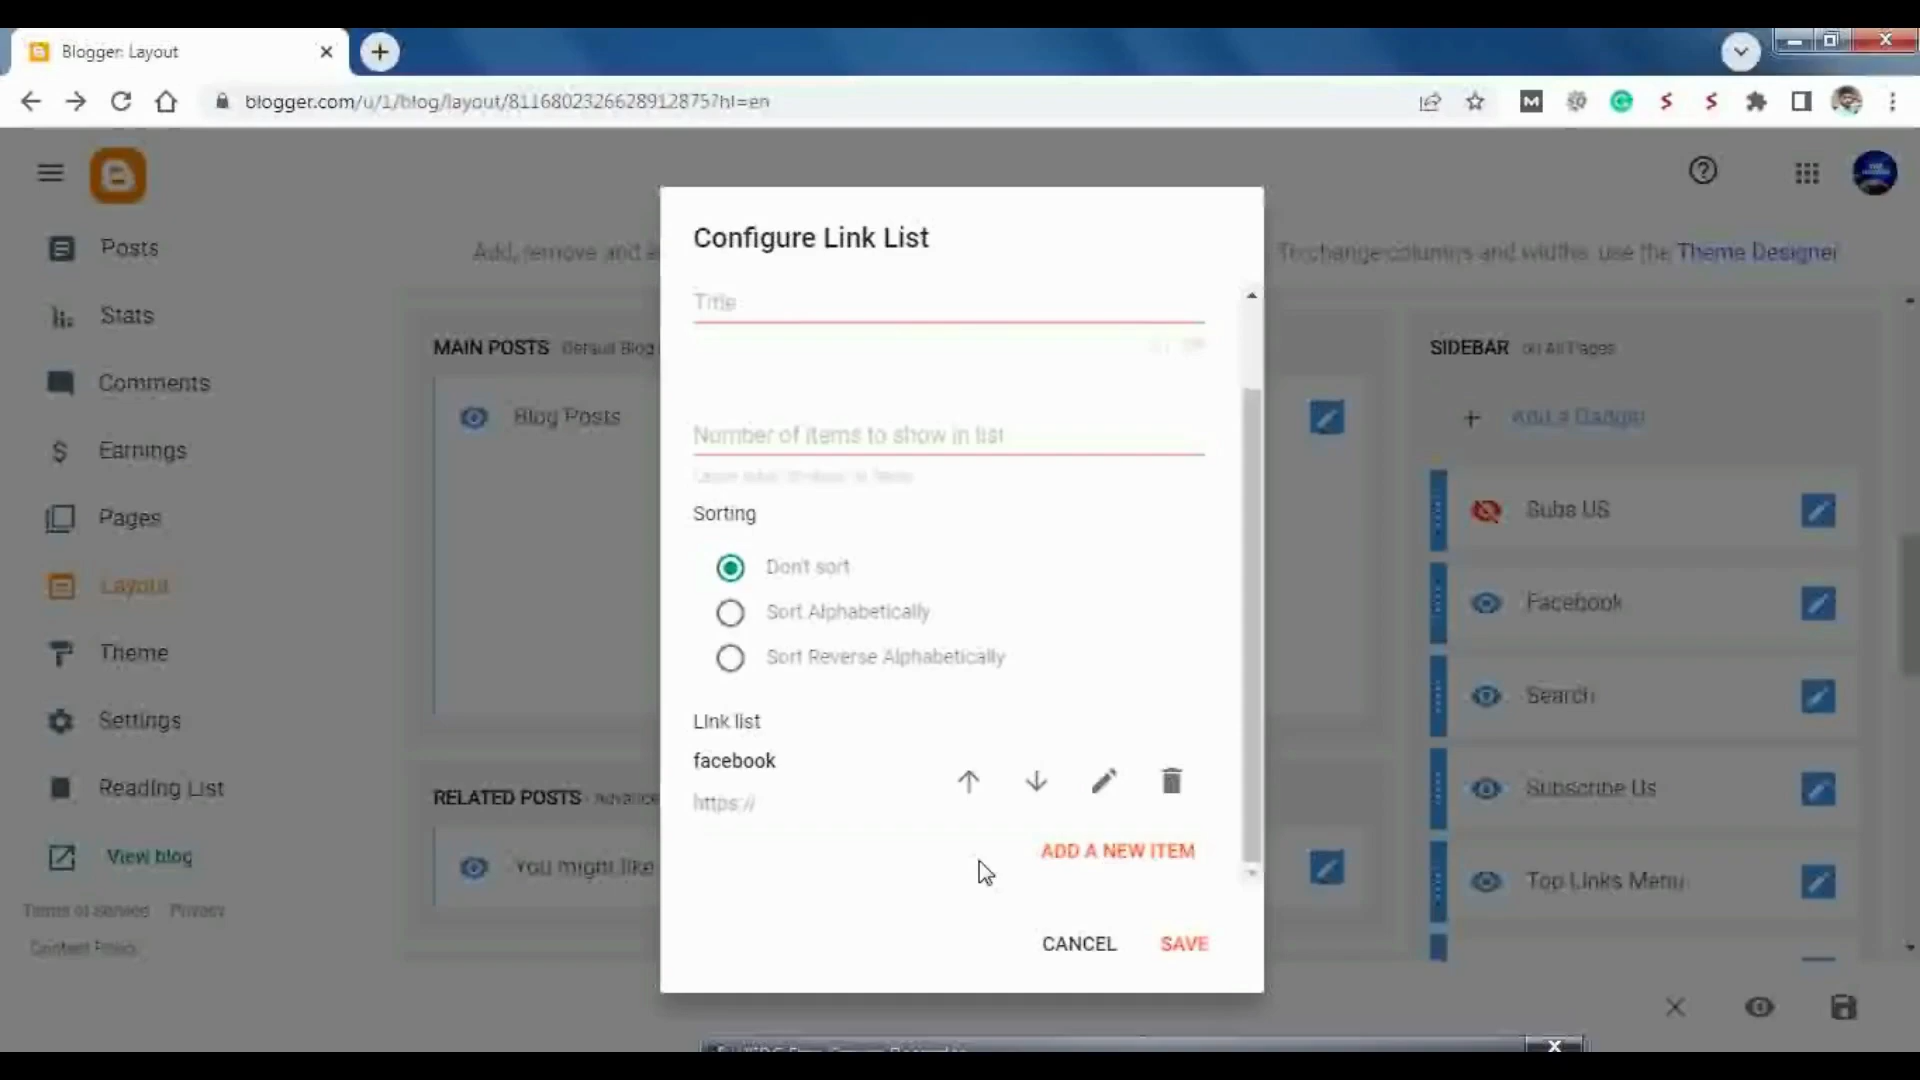 Blogger: Layout
blogger.com/u/1/blog/layout/8116802326628912875?hl=en
Posts
Stats
Comments
Earnings
Pages
Layout
Theme
Settings
Reading List
View blog
Terms of Service Privacy
Content Policy
Add, remove and
To change columns and widths, use the Theme Designer
MAIN POSTS
Blog Posts
RELATED POSTS
You might like
Configure Link List
Title
Number of items to show in list
Sorting
Don't sort
Sort Alphabetically
Sort Reverse Alphabetically
Link list
facebook
https://
ADD A NEW ITEM
CANCEL SAVE
SIDEBAR on All Pages
Add a Gadget
Subs US
Facebook
Search
Subscribe Us
Top Links Menu